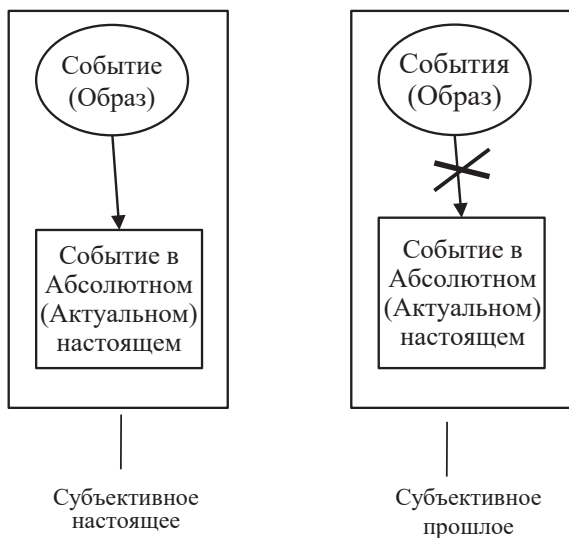 Событие
(Образ)
Событие в
Абсолютном
(Актуальном)
настоящем
Субъективное
настоящее
События
(Образ)
Событие в
Абсолютном
(Актуальном)
настоящем
Субъективное
прошлое